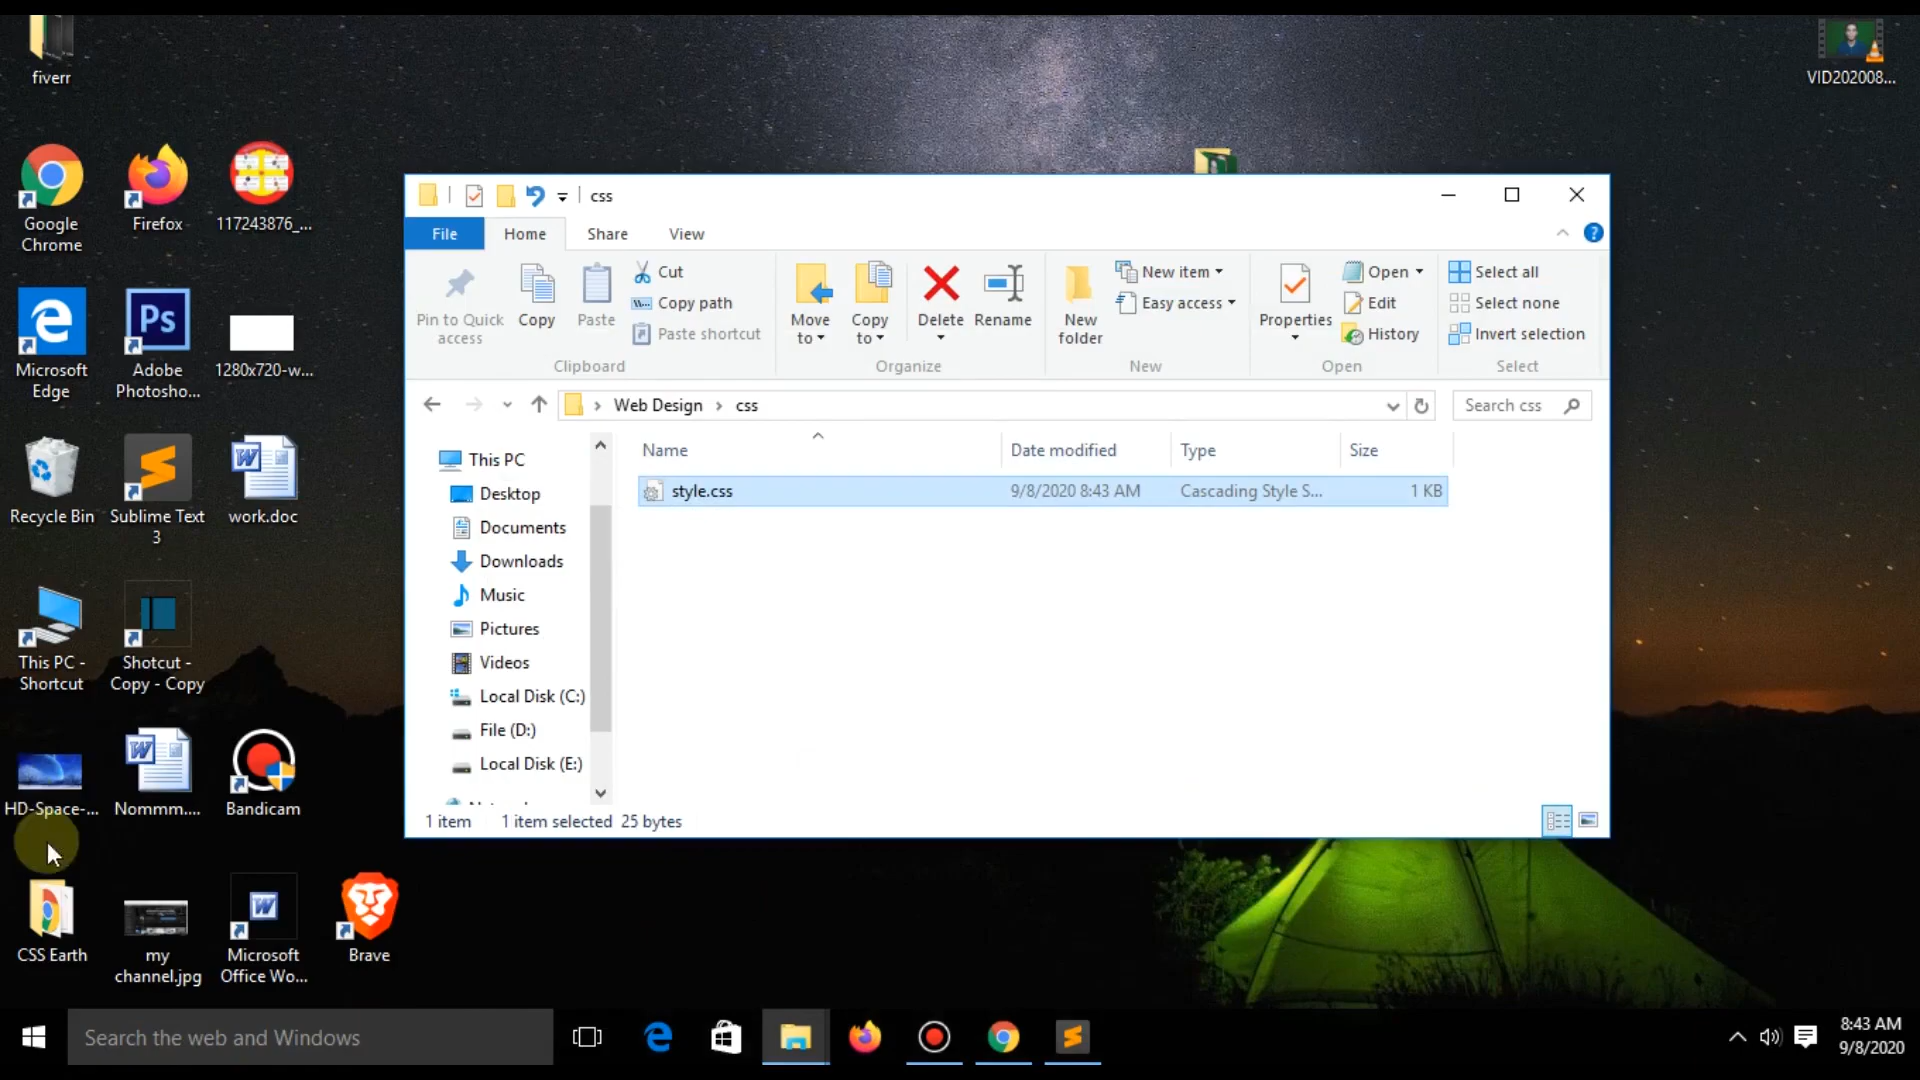 fiverr
VID202008...
Google
Chrome
Firefox
117243876_...
Microsoft
Edge
Ps
Adobe
Photosho...
1280x720-w...
Recycle Bin
Sublime Text
3
work.doc
This PC -
Shortcut
Shotcut -
Copy - Copy
HD-Space-...
Nommm....
Bandicam
CSS Earth
my
channel.jpg
Microsoft
Office Wo...
Brave
css
File
Home
Share
View
Pin to Quick
access
Copy
Paste
Cut
Copy path
Paste shortcut
Clipboard
Move
to
Copy
to
Delete
Rename
Organize
New
folder
New item
Easy access
New
Properties
Open
Edit
History
Open
Select all
Select none
Invert selection
Select
Web Design > css
Search css
Name
Date modified
Type
Size
style.css
9/8/2020 8:43 AM
Cascading Style S...
1 KB
This PC
Desktop
Documents
Downloads
Music
Pictures
Videos
Local Disk (C:)
File (D:)
Local Disk (E:)
1 item
1 item selected 25 bytes
Search the web and Windows
8:43 AM
9/8/2020